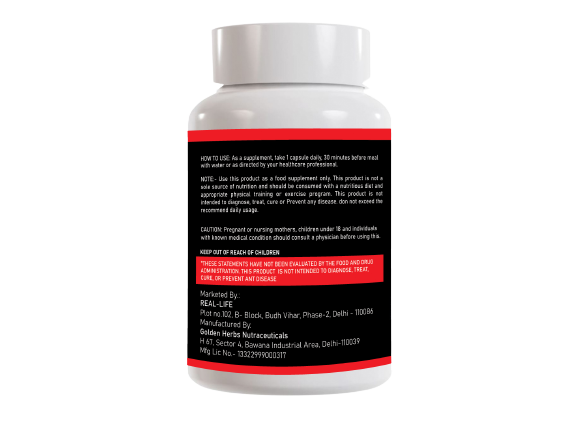 HOW TO USE: As a supplement, take 1 capsule daily, 30 minutes before meal
with water or as directed by your healthcare professional.
NOTE:- Use this product as a food supplement only. This product is not a
sole source of nutrition and should be consumed with a nutritious diet and
appropriate physical training or exercise program. This product is not
intended to diagnose, treat, cure or Prevent any disease. don not exceed the
recommend daily usage.
CAUTION: Pregnant or nursing mothers, children under 18 and individuals
with known medical condition should consult a physician before using this.
KEEP OUT OF REACH OF CHILDREN
*THESE STATEMENTS HAVE NOT BEEN EVALUATED BY THE FOOD AND DRUG
ADMINISTRATION. THIS PRODUCT IS NOT INTENDED TO DIAGNOSE, TREAT,
CURE, OR PREVENT ANT DISEASE
Marketed By:
REAL-LIFE
Plot no.102, B- Block, Budh Vihar, Phase-2, Delhi - 110086
Manufactured By:
Golden Herbs Nutraceuticals
H 67, Sector 4, Bawana Industrial Area, Delhi-110039
Mfg Lic No.- 13322999000317